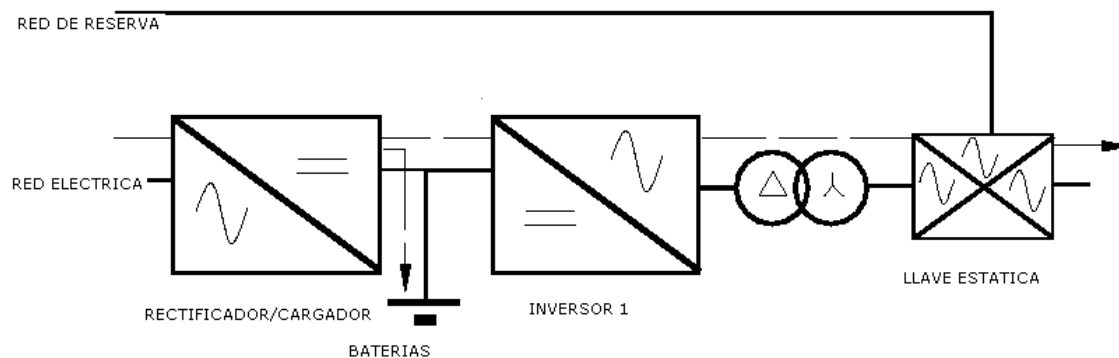 RED DE RESERVA
RED ELECTRICA
RECTIFICADOR/CARGADOR
BATERIAS
INVERSOR 1
LLAVE ESTATICA